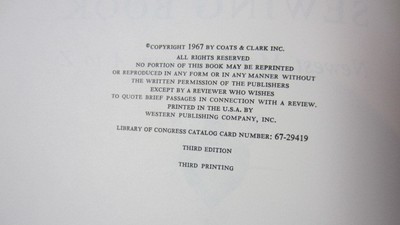 ©COPYRIGHT 1967 BY COATS & CLARK INC.
ALL RIGHTS RESERVED
NO PORTION OF THIS BOOK MAY BE REPRINTED
OR REPRODUCED IN ANY FORM OR IN ANY MANNER WITHOUT
THE WRITTEN PERMISSION OF THE PUBLISHERS
EXCEPT BY A REVIEWER WHO WISHES
TO QUOTE BRIEF PASSAGES IN CONNECTION WITH A REVIEW.
PRINTED IN THE U.S.A. BY
WESTERN PUBLISHING COMPANY, INC.
LIBRARY OF CONGRESS CATALOG CARD NUMBER: 67-29419
THIRD EDITION
THIRD PRINTING